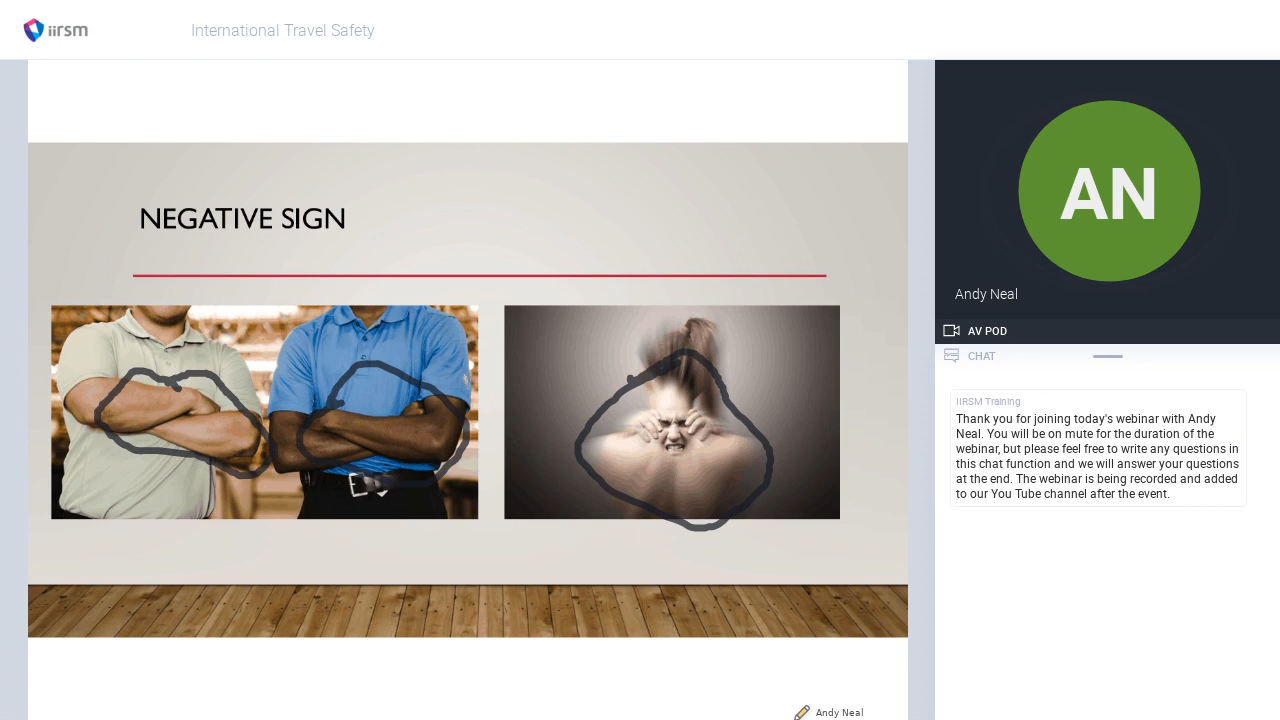 iirsm
International Travel Safety
NEGATIVE SIGN
AN
Andy Neal
AV POD
CHAT
IIRSM Training
Thank you for joining today's webinar with Andy
Neal. You will be on mute for the duration of the
webinar, but please feel free to write any questions in
this chat function and we will answer your questions
at the end. The webinar is being recorded and added
to our You Tube channel after the event.
Andy Neal